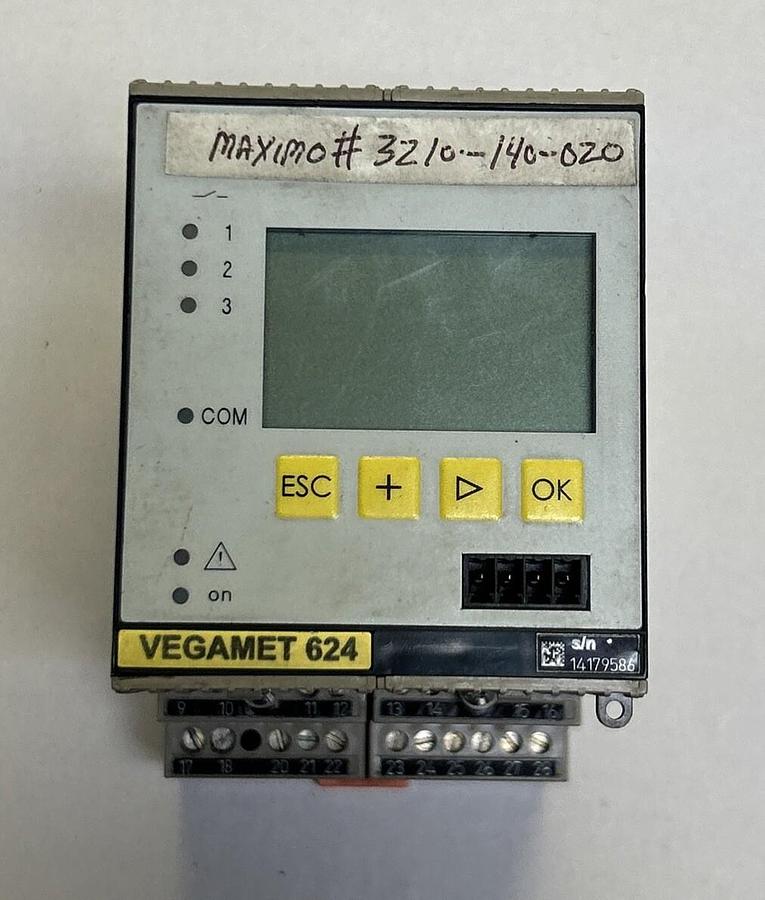 MAXIMO# 3210-140-020
1
2
3
COM
ESC + ▷ OK
on
VEGAMET 624
s/n
14179586
9 10 11 12 13 14 15 16
17 18 20 21 22 23 24 25 26 27 28